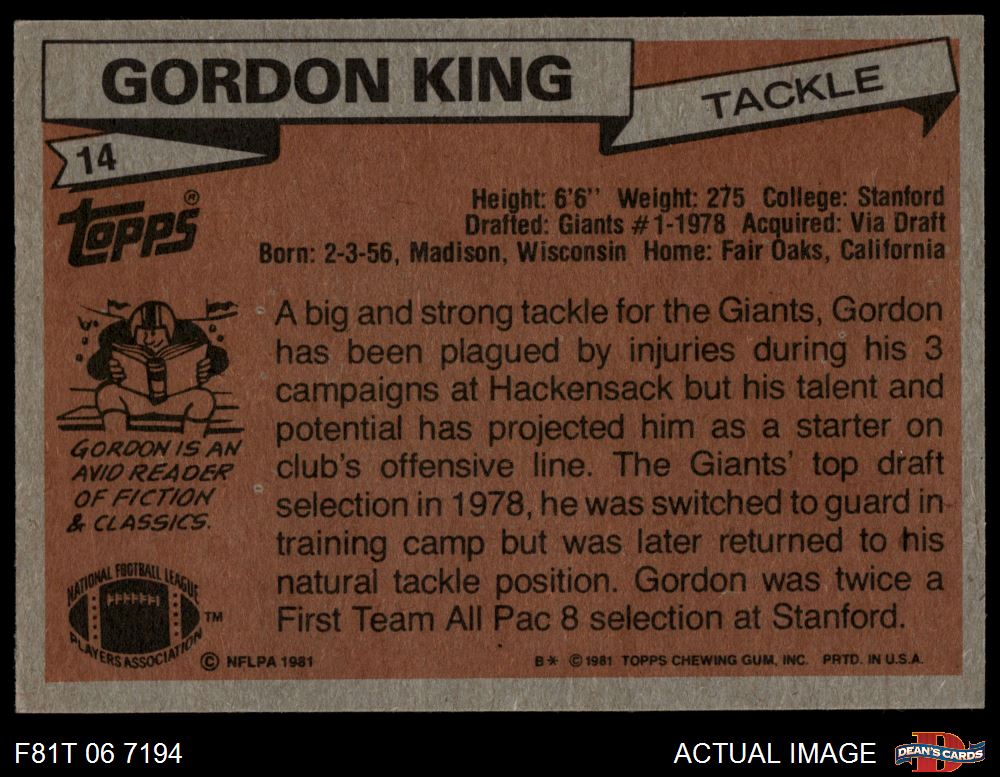 GORDON KING
TACKLE
14
TOPPS®
Height: 6'6'' Weight: 275 College: Stanford
Drafted: Giants #1-1978 Acquired: Via Draft
Born: 2-3-56, Madison, Wisconsin Home: Fair Oaks, California
A big and strong tackle for the Giants, Gordon
has been plagued by injuries during his 3
campaigns at Hackensack but his talent and
potential has projected him as a starter on
club's offensive line. The Giants' top draft
selection in 1978, he was switched to guard in
training camp but was later returned to his
natural tackle position. Gordon was twice a
First Team All Pac 8 selection at Stanford.
GORDON IS AN
AVID READER
OF FICTION
& CLASSICS.
NATIONAL FOOTBALL LEAGUE
PLAYERS ASSOCIATION
TM
© NFLPA 1981
B* © 1981 TOPPS CHEWING GUM, INC. PRTD. IN U.S.A.
F81T 06 7194
ACTUAL IMAGE
D
DEAN'S CARDS